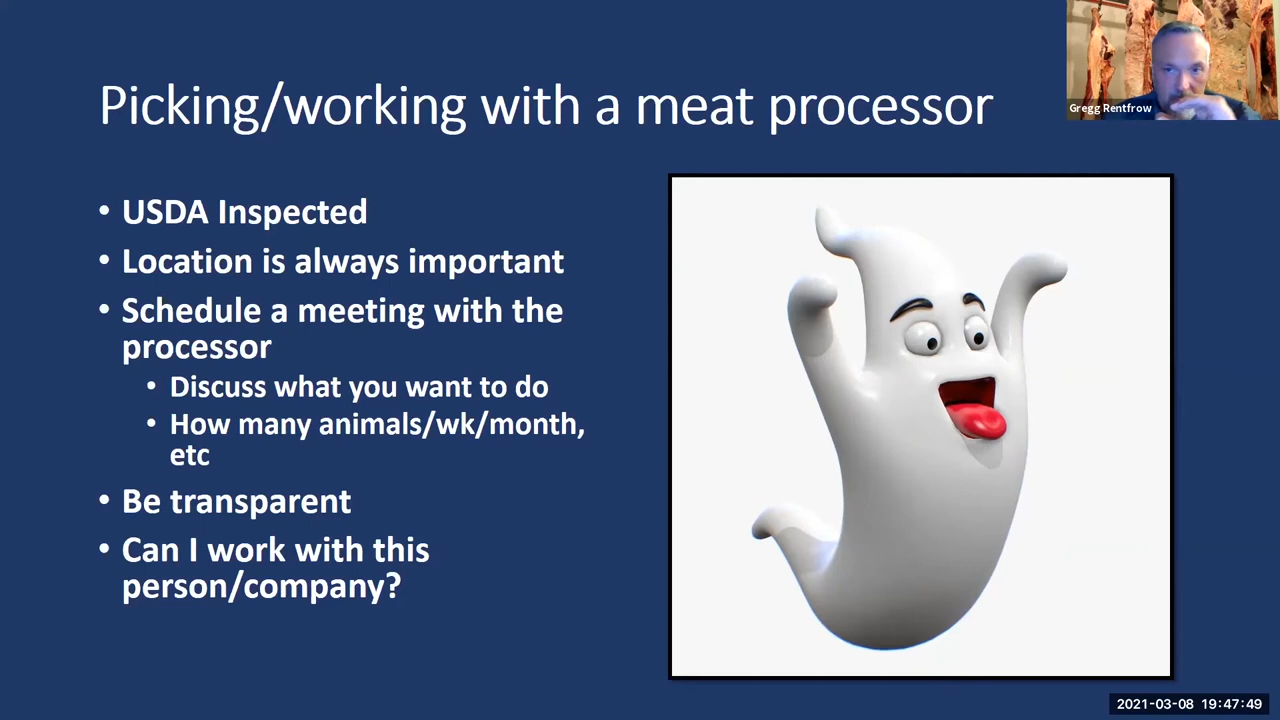 Picking/working with a meat processor
Gregg Rentfrow
• USDA Inspected
• Location is always important
• Schedule a meeting with the
processor
• Discuss what you want to do
• How many animals/wk/month,
etc
• Be transparent
• Can I work with this
person/company?
2021-03-08 19:47:49